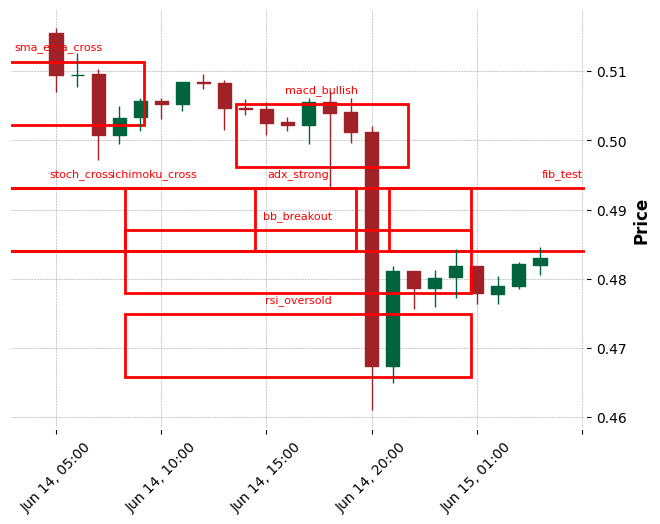 sma_ema_cross
macd_bullish
stoch_cross
ichimoku_cross
adx_strong
fib_test
bb_breakout
rsi_oversold
0.51
0.50
0.49
0.48
0.47
0.46
Price
Jun 14, 05:00
Jun 14, 10:00
Jun 14, 15:00
Jun 14, 20:00
Jun 15, 01:00